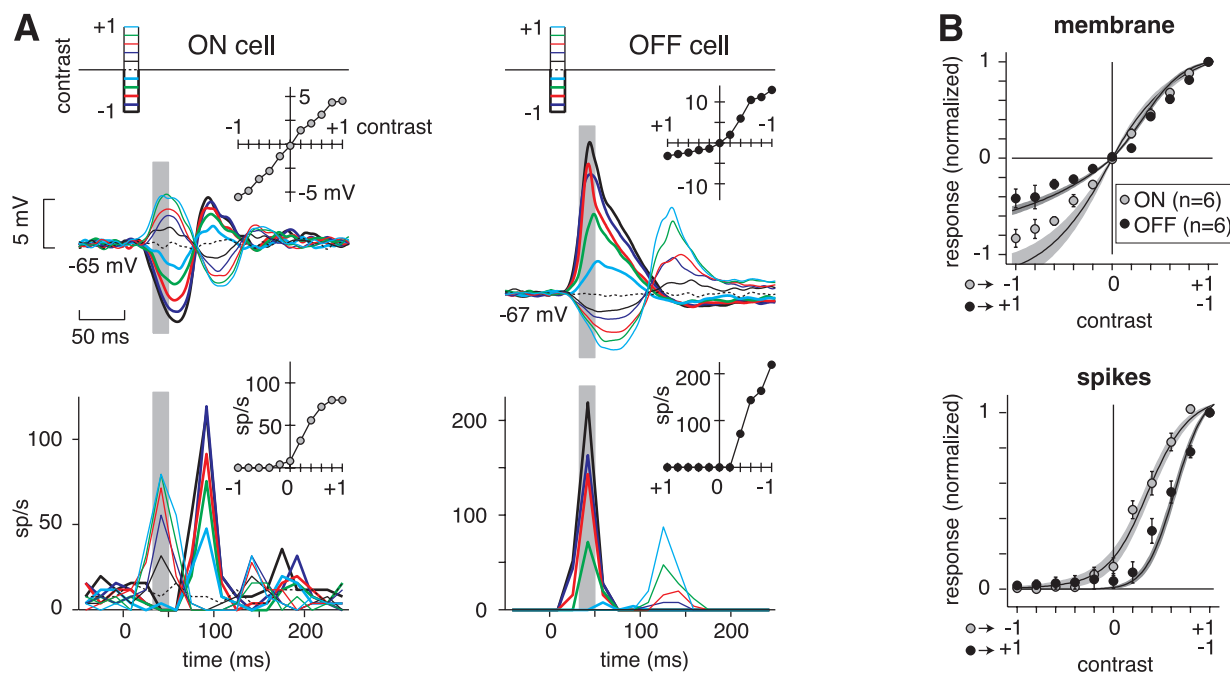 A
+1
contrast
-1
ON cell
5
-1
+1 contrast
-5 mV
5 mV
-65 mV
50 ms
100
50
0
sp/s
-1
0
+1
100
50
0
sp/s
0
100
200
time (ms)
+1
-1
OFF cell
10
+1
-1
-10
-67 mV
200
100
0
sp/s
+1
0
-1
200
100
0
0
100
200
time (ms)
B
membrane
response (normalized)
1
0
-1
ON (n=6)
OFF (n=6)
-1
0
+1
+1
-1
contrast
spikes
response (normalized)
1
0
-1
0
+1
+1
-1
contrast